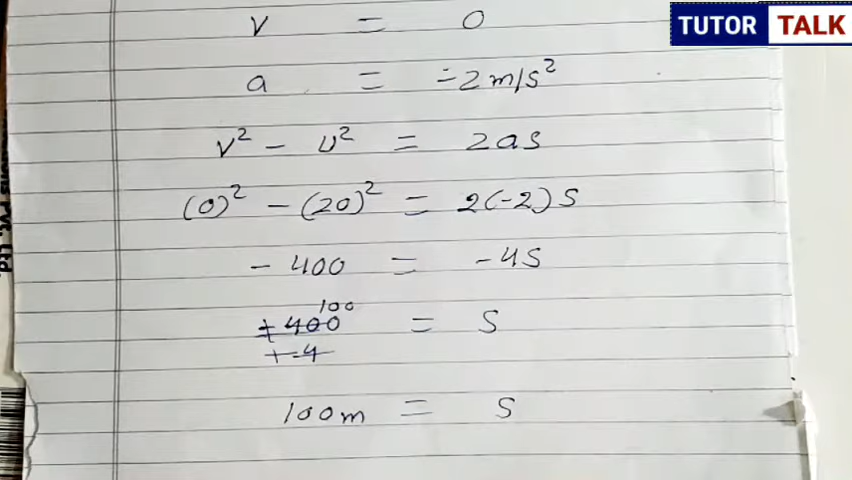 TUTOR TALK
v = 0
a = -2 m/s²
v² - u² = 2as
(0)² - (20)² = 2(-2)s
- 400 = -4s
100
+400 = s
+-4
100m = s